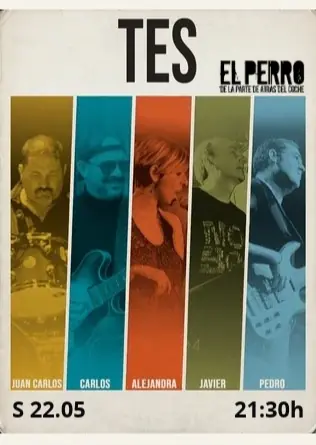 TES
EL PERRO
DE LA PARTE DE ATRAS DEL COCHE
JUAN CARLOS
CARLOS
ALEJANDRA
JAVIER
PEDRO
S 22.05
21:30h